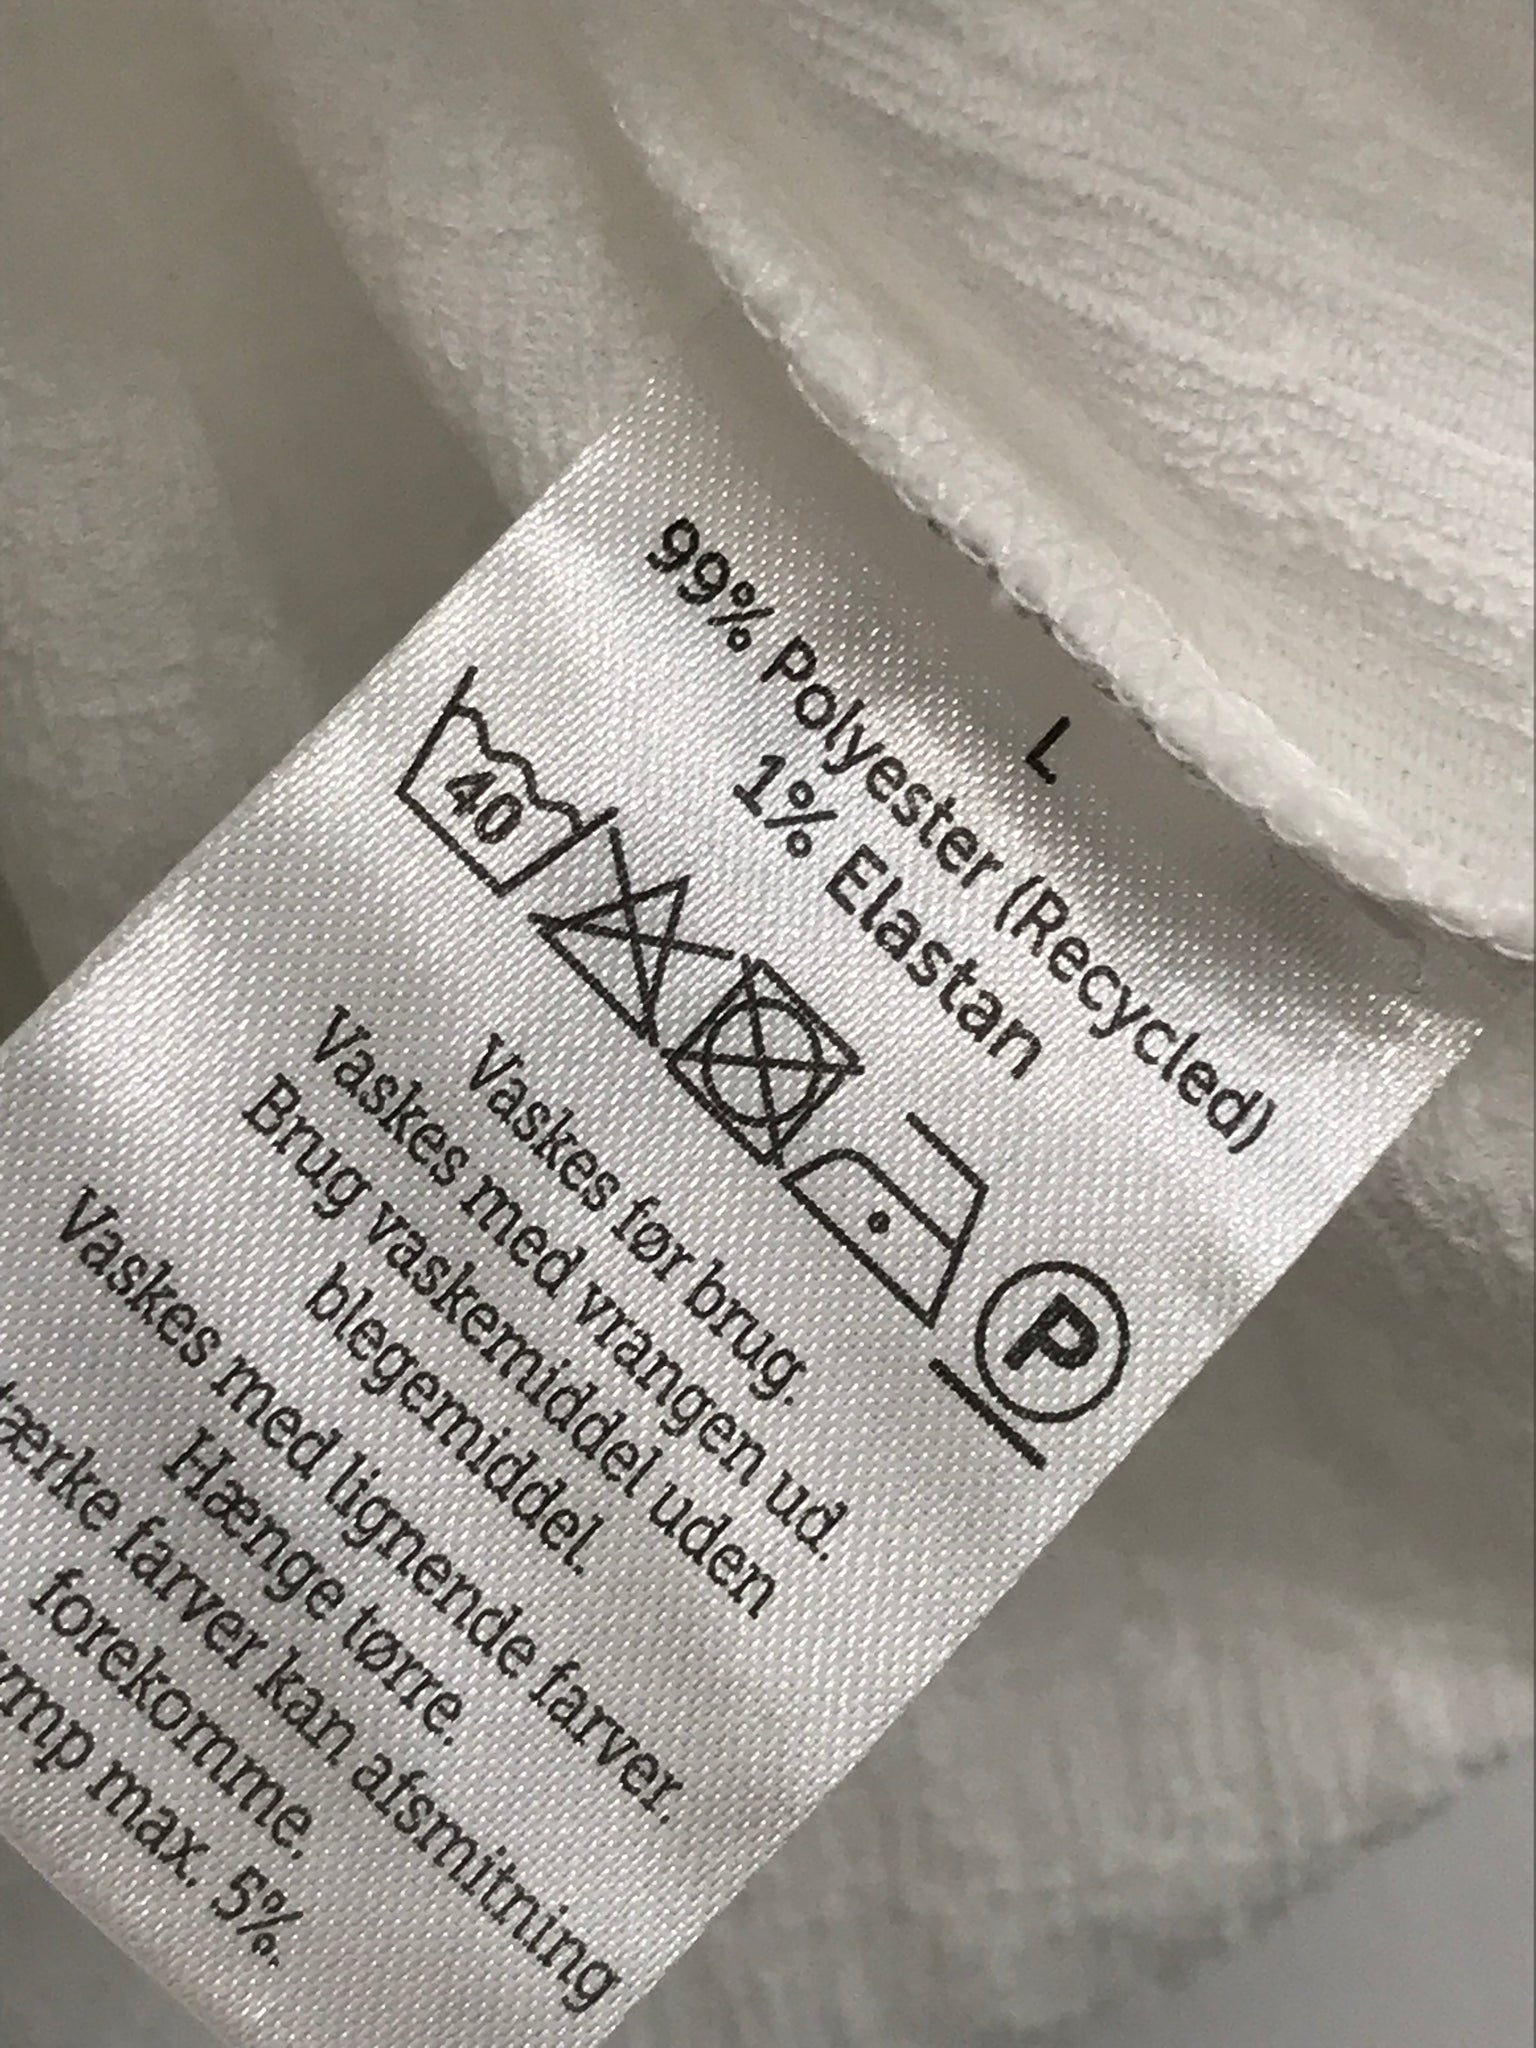 L
99% Polyester (Recycled)
1% Elastan
40
P
Vaskes før brug.
Vaskes med vrangen ud.
Brug vaskemiddel uden
blegemiddel.
Vaskes med lignende farver.
Hænge tørre.
farver kan afsmitning
forekomme.
max. 5%.